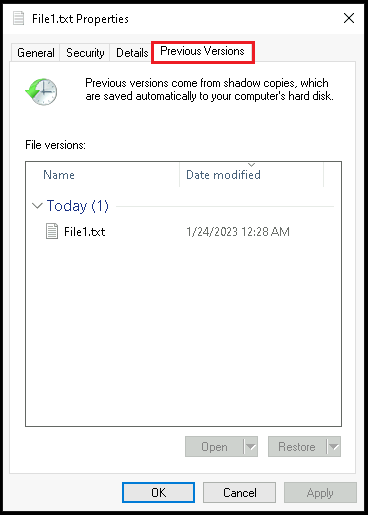 File1.txt Properties
General Security Details Previous Versions
Previous versions come from shadow copies, which
are saved automatically to your computer's hard disk.
File versions:
Name Date modified
Today (1)
File1.txt 1/24/2023 12:28 AM
Open Restore
OK Cancel Apply